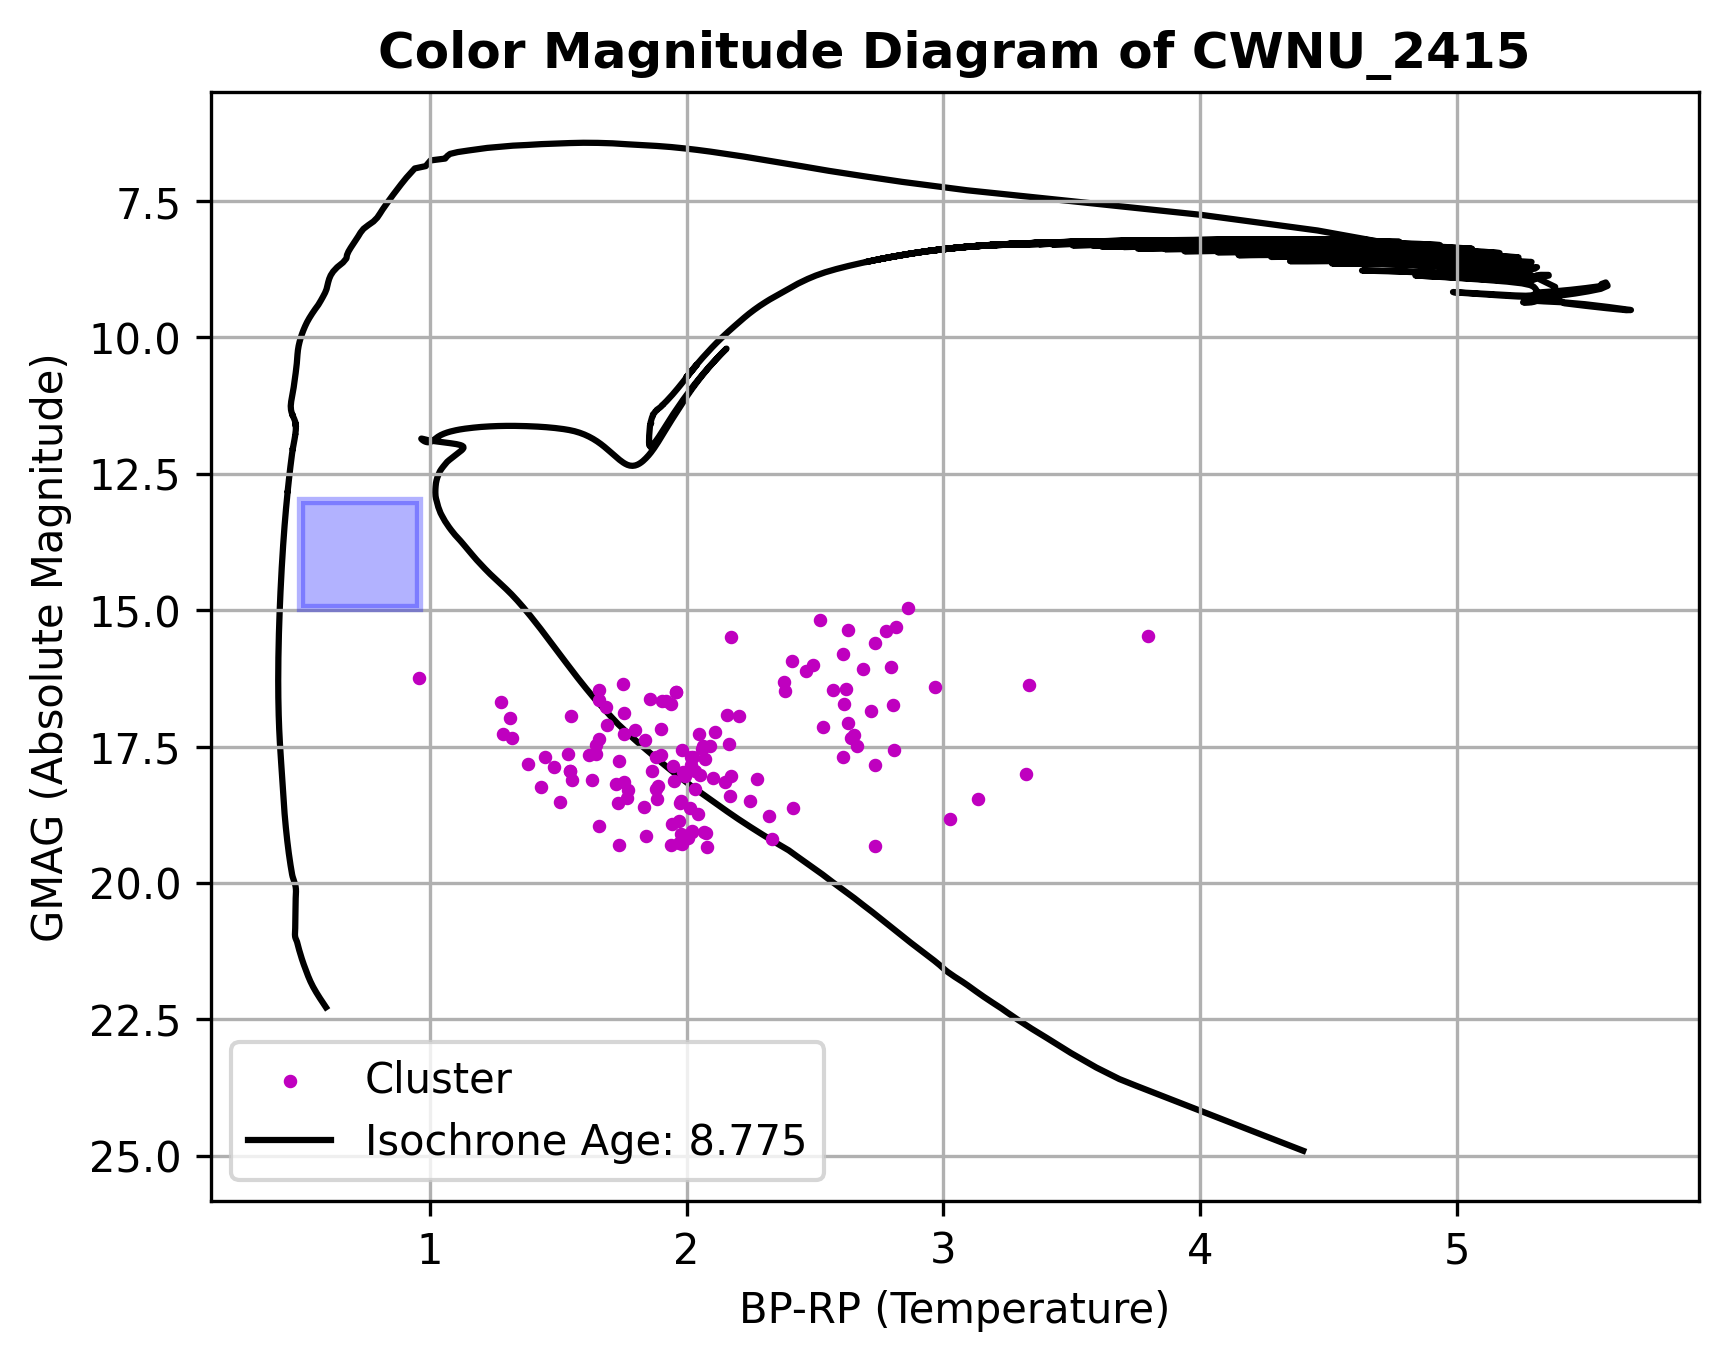 Color Magnitude Diagram of CWNU_2415
GMAG (Absolute Magnitude)
7.5
10.0
12.5
15.0
17.5
20.0
22.5
25.0
Cluster
Isochrone Age: 8.775
1 2 3 4 5
BP-RP (Temperature)